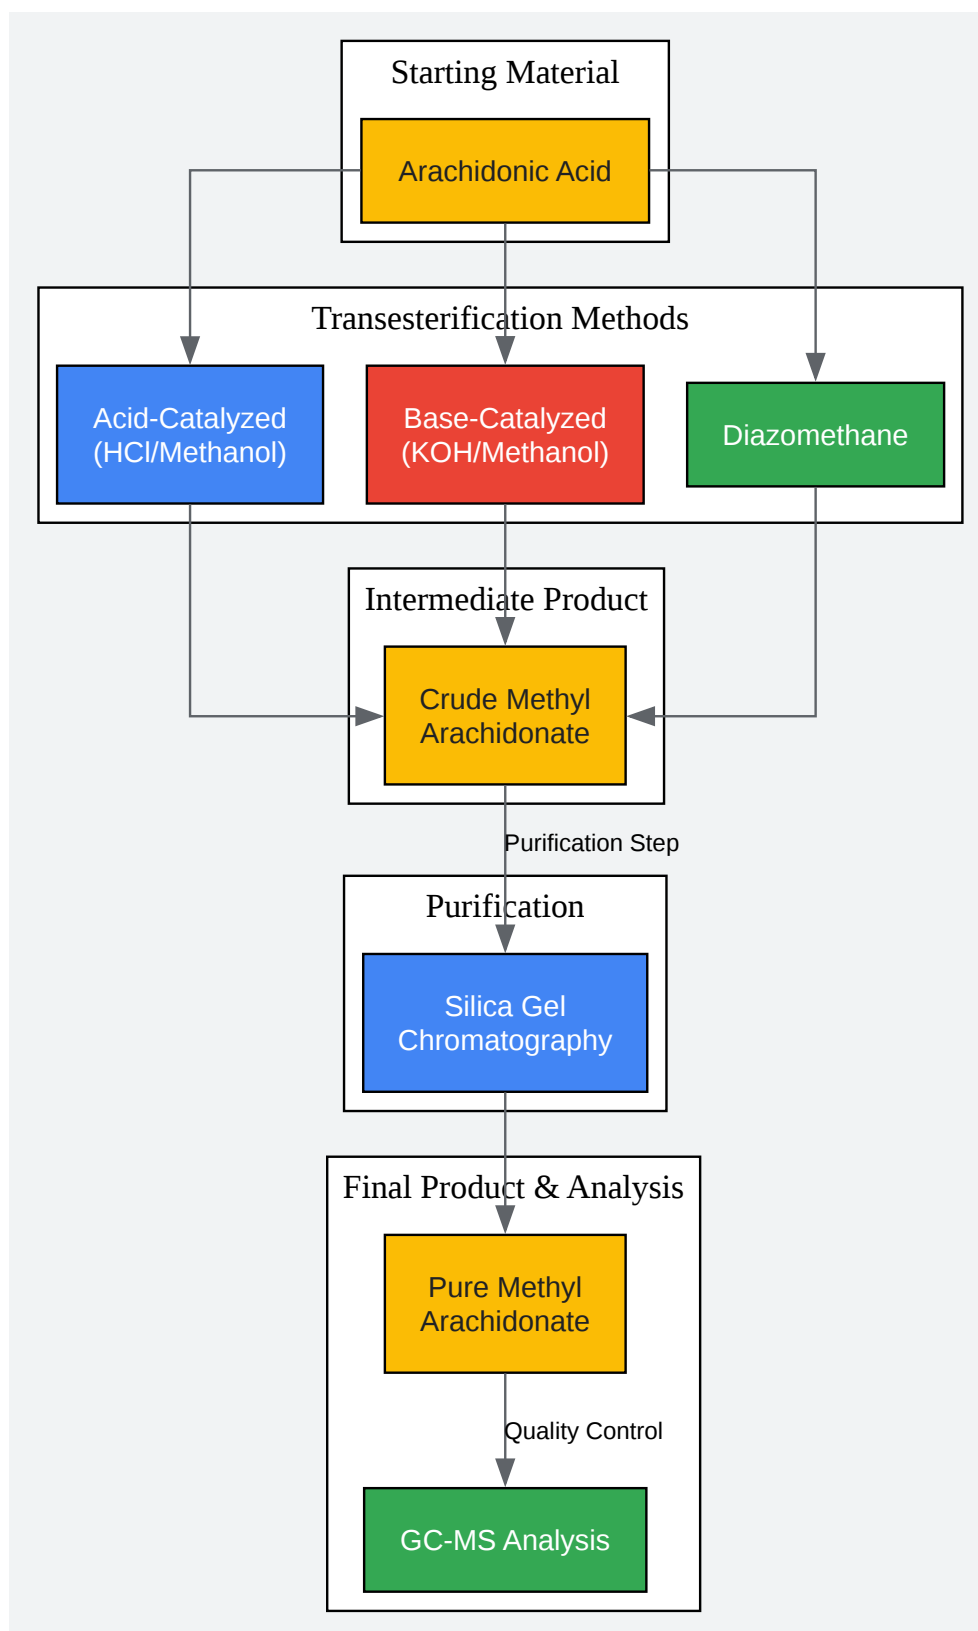 Starting Material
Arachidonic Acid
Transesterification Methods
Acid-Catalyzed
(HCl/Methanol)
Base-Catalyzed
(KOH/Methanol)
Diazomethane
Intermediate Product
Crude Methyl
Arachidonate
Purification Step
Purification
Silica Gel
Chromatography
Final Product & Analysis
Pure Methyl
Arachidonate
Quality Control
GC-MS Analysis